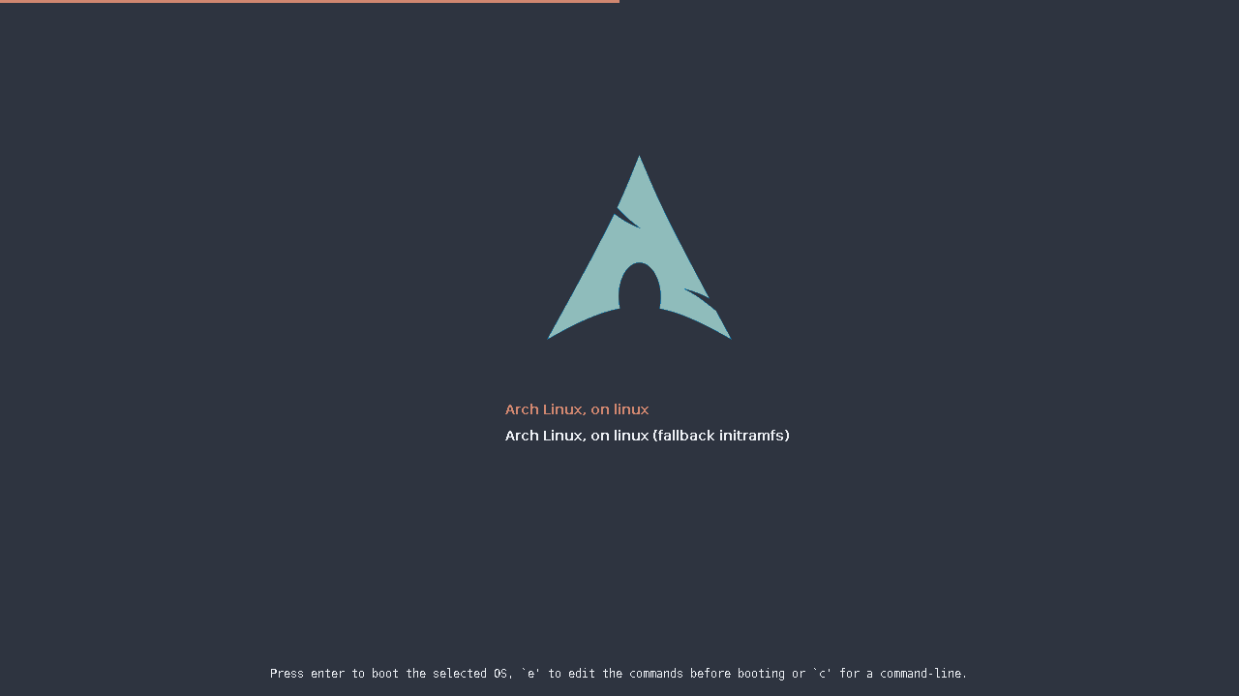 Arch Linux, on linux
Arch Linux, on linux (fallback initramfs)
Press enter to boot the selected OS, `e' to edit the commands before booting or `c' for a command-line.